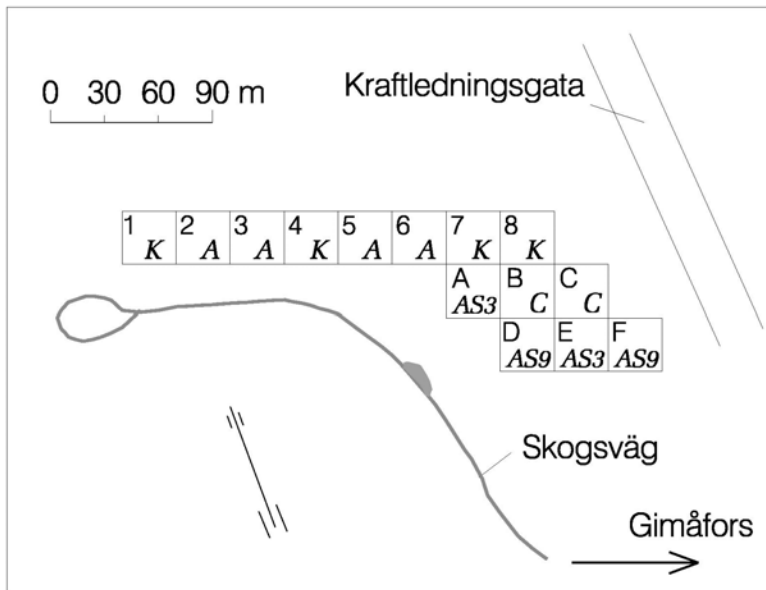 Kraftledningsgata
0 30 60 90 m
1 2 3 4 5 6 7 8
K A A K A A K K
A B C
AS3 C C
D E F
AS9 AS3 AS9
Skogsväg
Gimåfors